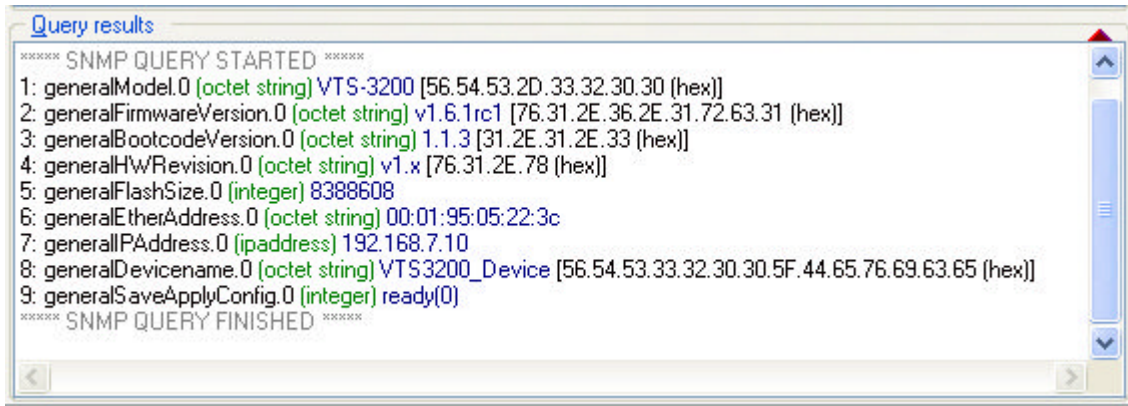 Query results
***** SNMP QUERY STARTED *****
1: generalModel.0 (octet string) VTS-3200 [56.54.53.2D.33.32.30.30 (hex)]
2: generalFirmwareVersion.0 (octet string) v1.6.1rc1 [76.31.2E.36.2E.31.72.63.31 (hex)]
3: generalBootcodeVersion.0 (octet string) 1.1.3 [31.2E.31.2E.33 (hex)]
4: generalHWRevision.0 (octet string) v1.x [76.31.2E.78 (hex)]
5: generalFlashSize.0 (integer) 8388608
6: generalEtherAddress.0 (octet string) 00:01:95:05:22:3c
7: generalIPAddress.0 (ipaddress) 192.168.7.10
8: generalDevicename.0 (octet string) VTS3200_Device [56.54.53.33.32.30.30.5F.44.65.76.69.63.65 (hex)]
9: generalSaveApplyConfig.0 (integer) ready(0)
***** SNMP QUERY FINISHED *****